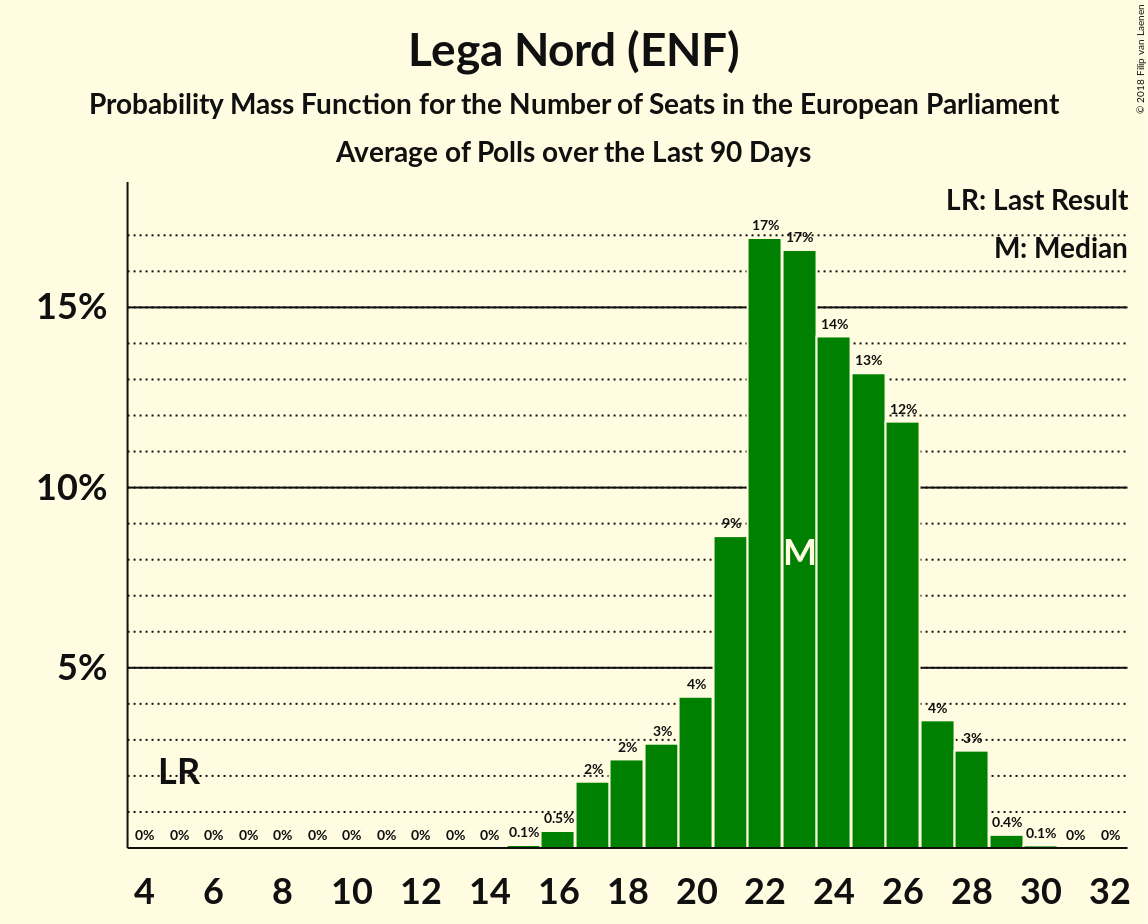 Lega Nord (ENF)
Probability Mass Function for the Number of Seats in the European Parliament
Average of Polls over the Last 90 Days
© 2018 Filip van Laenen
LR: Last Result
M: Median
15%
10%
5%
LR
M
0% 0% 0% 0% 0% 0% 0% 0% 0% 0% 0% 0.1% 0.5% 2% 2% 3% 4% 9% 17% 17% 14% 13% 12% 4% 3% 0.4% 0.1% 0% 0%
4 6 8 10 12 14 16 18 20 22 24 26 28 30 32